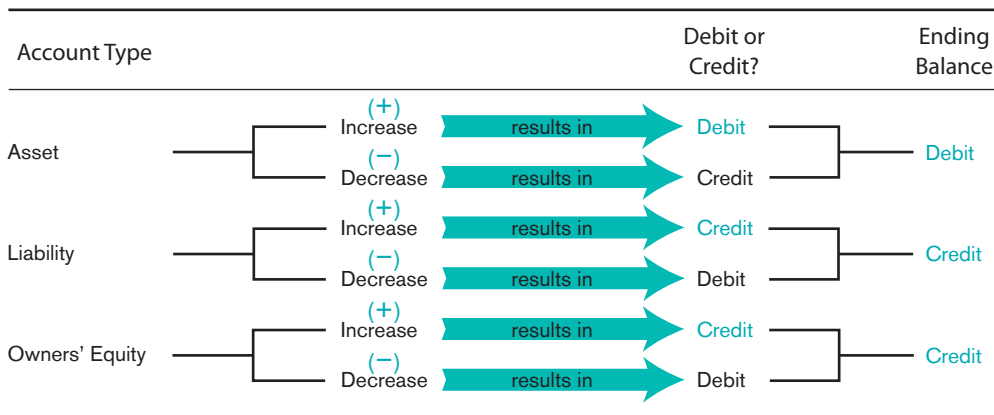 Account Type
Debit or
Credit?
Ending
Balance
(+)
Increase results in Debit
Asset
Debit
(−)
Decrease results in Credit
(+)
Increase results in Credit
Liability
Credit
(−)
Decrease results in Debit
(+)
Increase results in Credit
Owners’ Equity
Credit
(−)
Decrease results in Debit